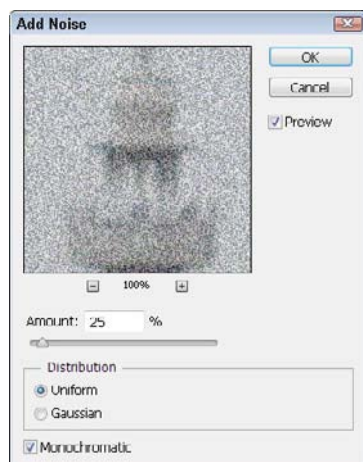 Add Noise
OK
Cancel
Preview
100%
Amount: 25 %
Distribution
Uniform
Gaussian
Monochromatic